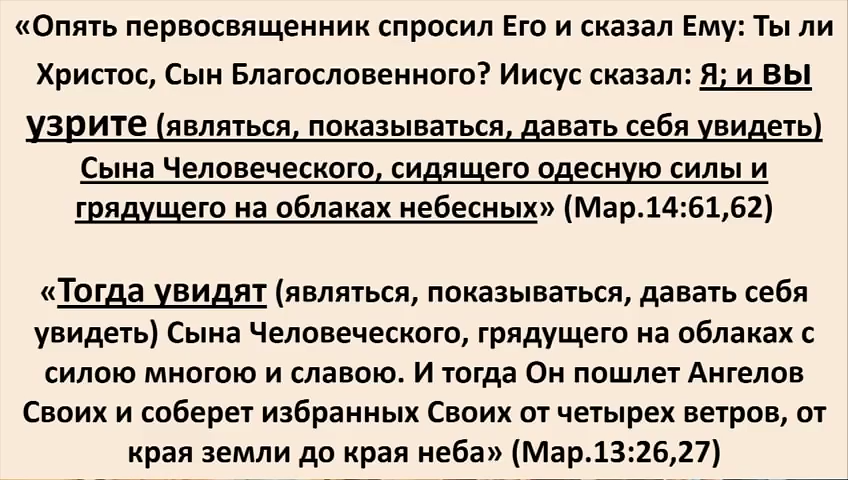 «Опять первосвященник спросил Его и сказал Ему: Ты ли
Христос, Сын Благословенного? Иисус сказал: Я; и вы
узрите (являться, показываться, давать себя увидеть)
Сына Человеческого, сидящего одесную силы и
грядущего на облаках небесных» (Мар.14:61,62)
«Тогда увидят (являться, показываться, давать себя
увидеть) Сына Человеческого, грядущего на облаках с
силою многою и славою. И тогда Он пошлет Ангелов
Своих и соберет избранных Своих от четырех ветров, от
края земли до края неба» (Мар.13:26,27)